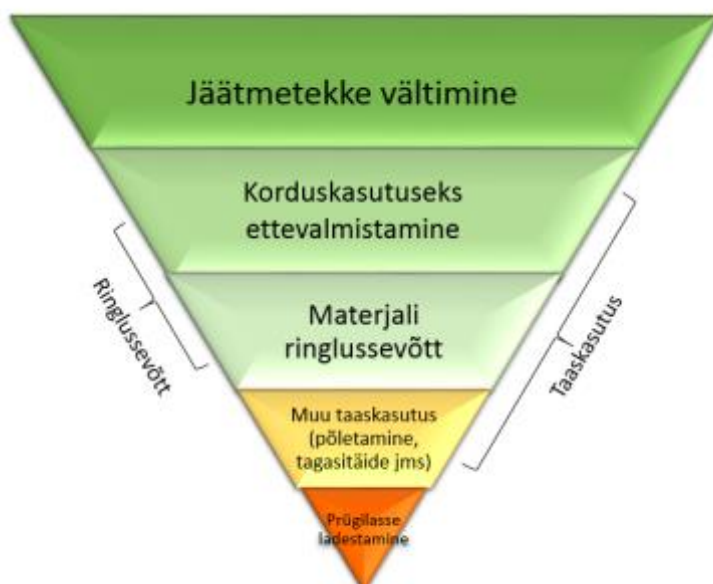 Jäätmetekke vältimine
Korduskasutuseks
ettevalmistamine
Materjali
ringlussevõtt
Muu taaskasutus
(põletamine,
tagasitäide jms)
Prügilasse
ladestamine
Ringlussevõtt
Taaskasutus